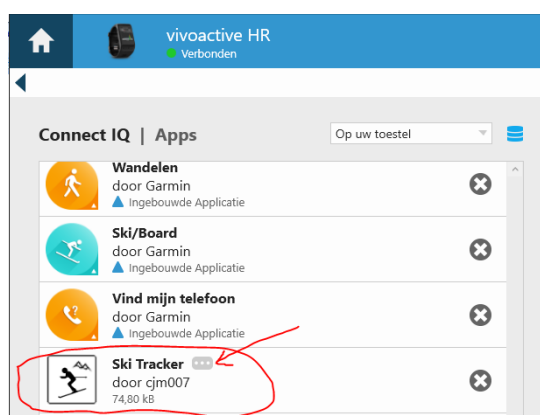 vivoactive HR
Verbonden
Connect IQ | Apps
Op uw toestel
Wandelen
door Garmin
Ingebouwde Applicatie
Ski/Board
door Garmin
Ingebouwde Applicatie
Vind mijn telefoon
door Garmin
Ingebouwde Applicatie
Ski Tracker
door cjm007
74,80 kB